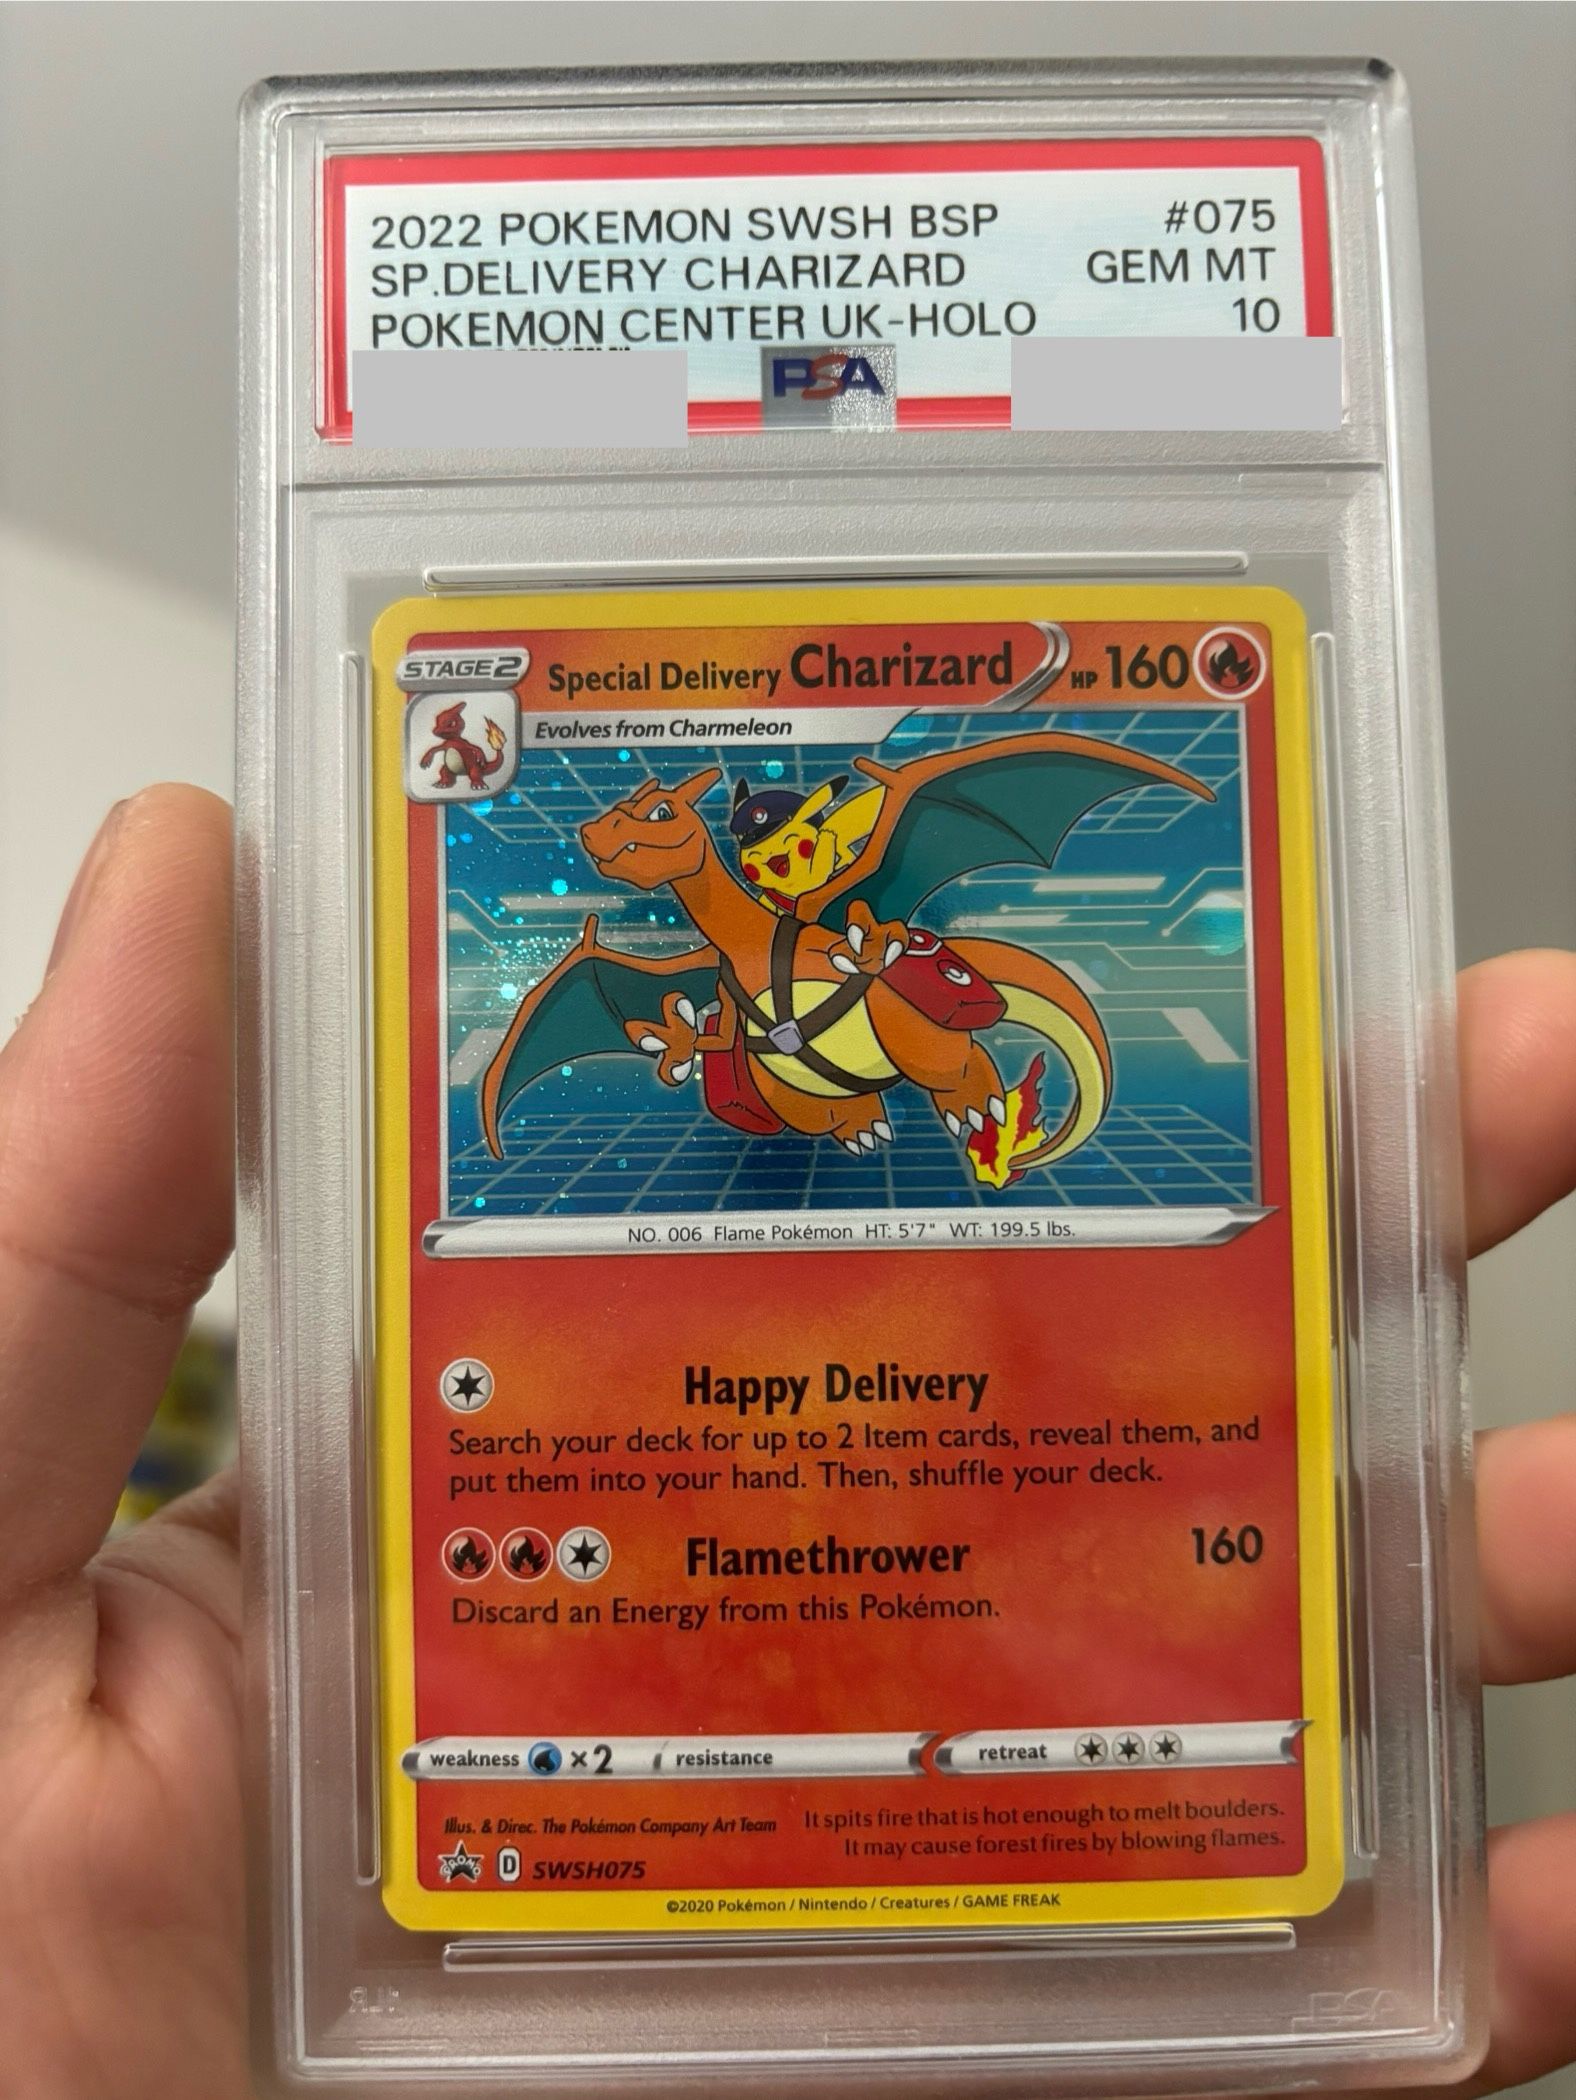 2022 POKEMON SWSH BSP #075
SP.DELIVERY CHARIZARD GEM MT
POKEMON CENTER UK-HOLO 10
PSA
STAGE2 Special Delivery Charizard HP 160
Evolves from Charmeleon
NO. 006 Flame Pokémon HT: 5'7" WT: 199.5 lbs.
Happy Delivery
Search your deck for up to 2 Item cards, reveal them, and
put them into your hand. Then, shuffle your deck.
Flamethrower 160
Discard an Energy from this Pokémon.
weakness ×2 resistance retreat
Illus. & Direc. The Pokémon Company Art Team
It spits fire that is hot enough to melt boulders.
It may cause forest fires by blowing flames.
PROMO D SWSH075
©2020 Pokémon / Nintendo / Creatures / GAME FREAK
PSA